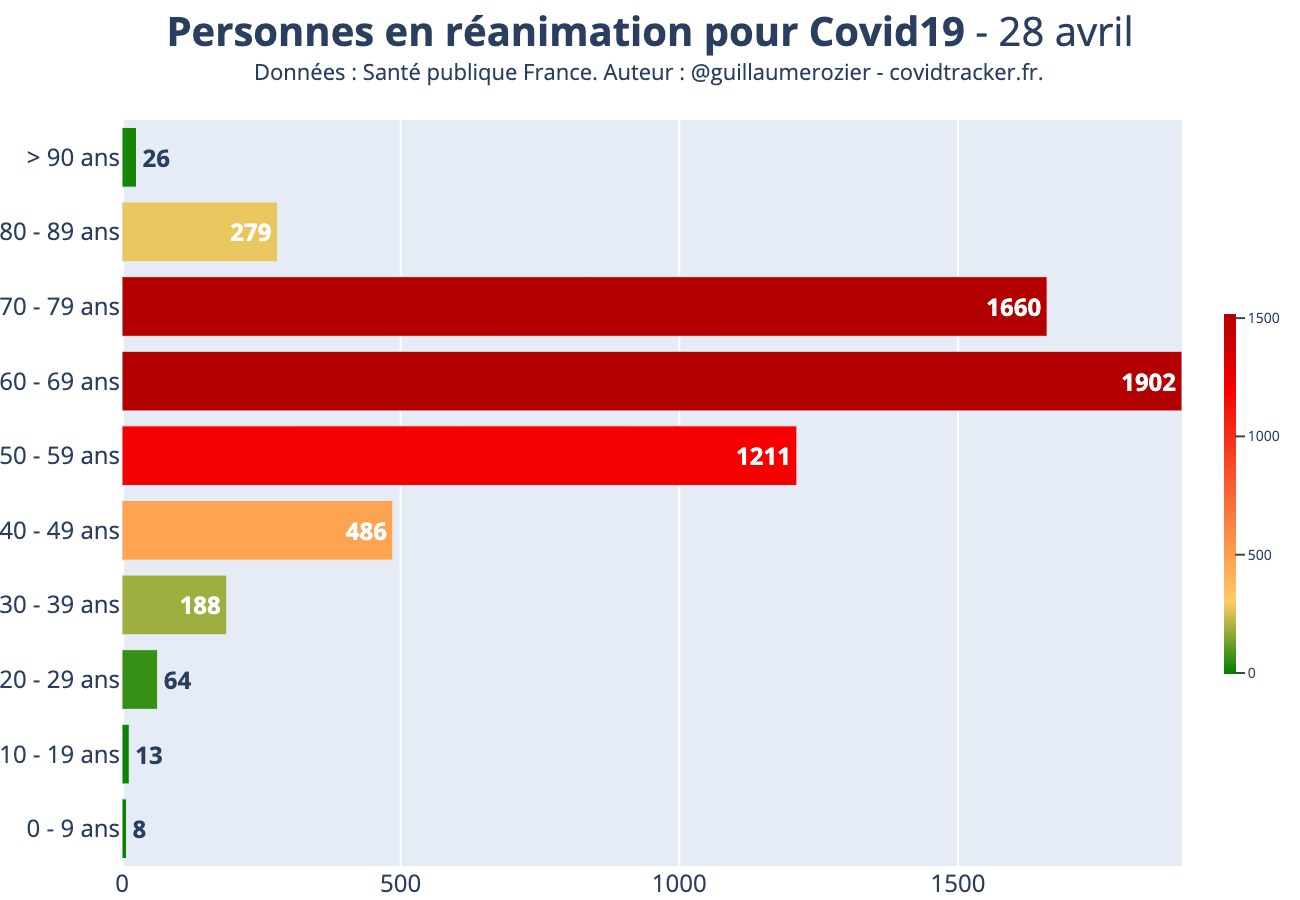 Personnes en réanimation pour Covid19 - 28 avril
Données : Santé publique France. Auteur : @guillaumerozier - covidtracker.fr.
> 90 ans 26
80 - 89 ans 279
70 - 79 ans 1660
60 - 69 ans 1902
50 - 59 ans 1211
40 - 49 ans 486
30 - 39 ans 188
20 - 29 ans 64
10 - 19 ans 13
0 - 9 ans 8
0 500 1000 1500
1500
1000
500
0